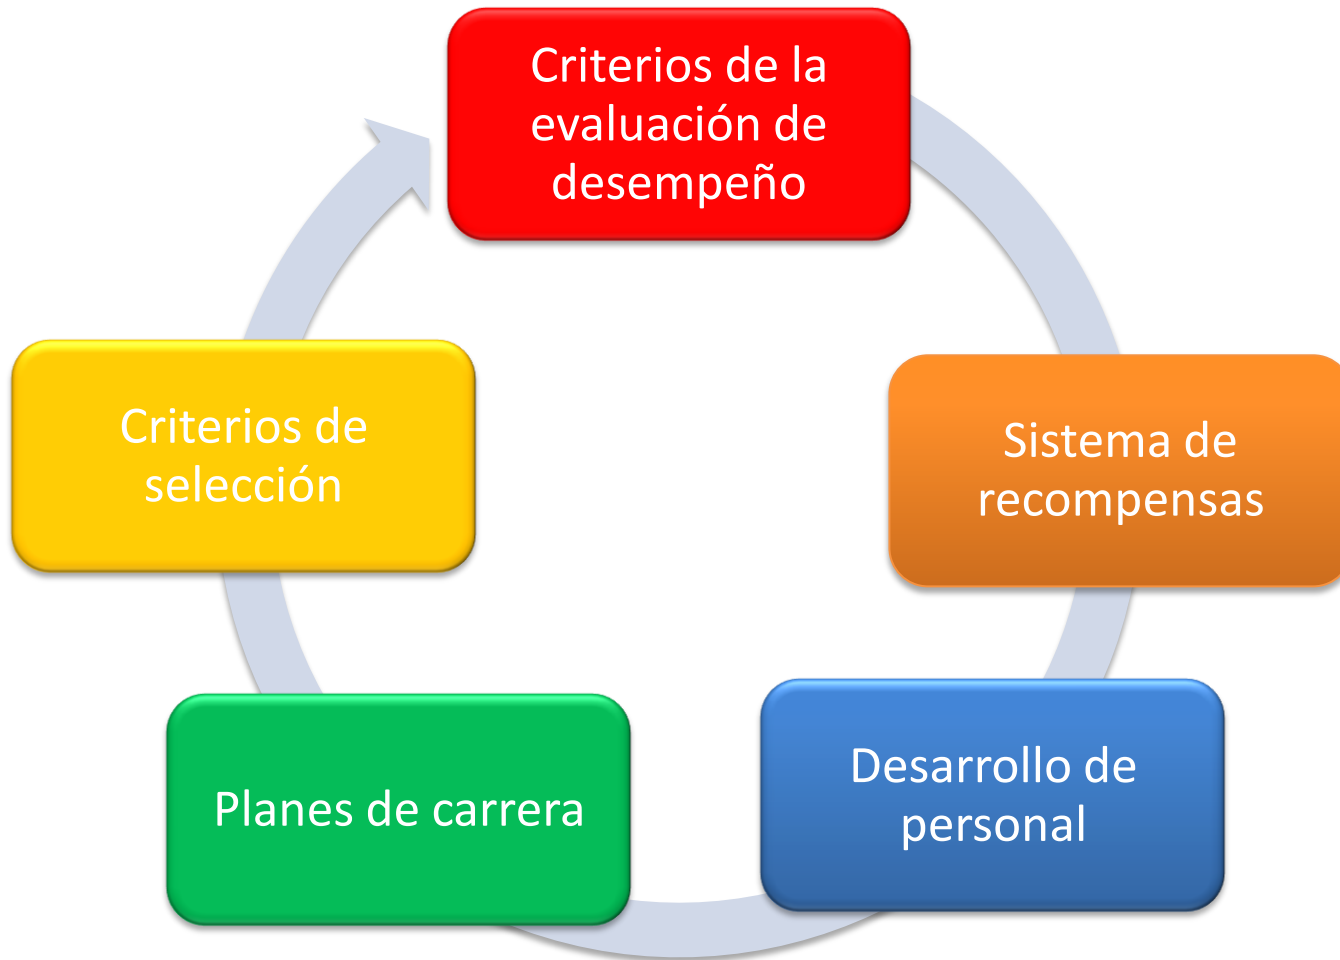 Criterios de la
evaluación de
desempeño
Sistema de
recompensas
Desarrollo de
personal
Planes de carrera
Criterios de
selección